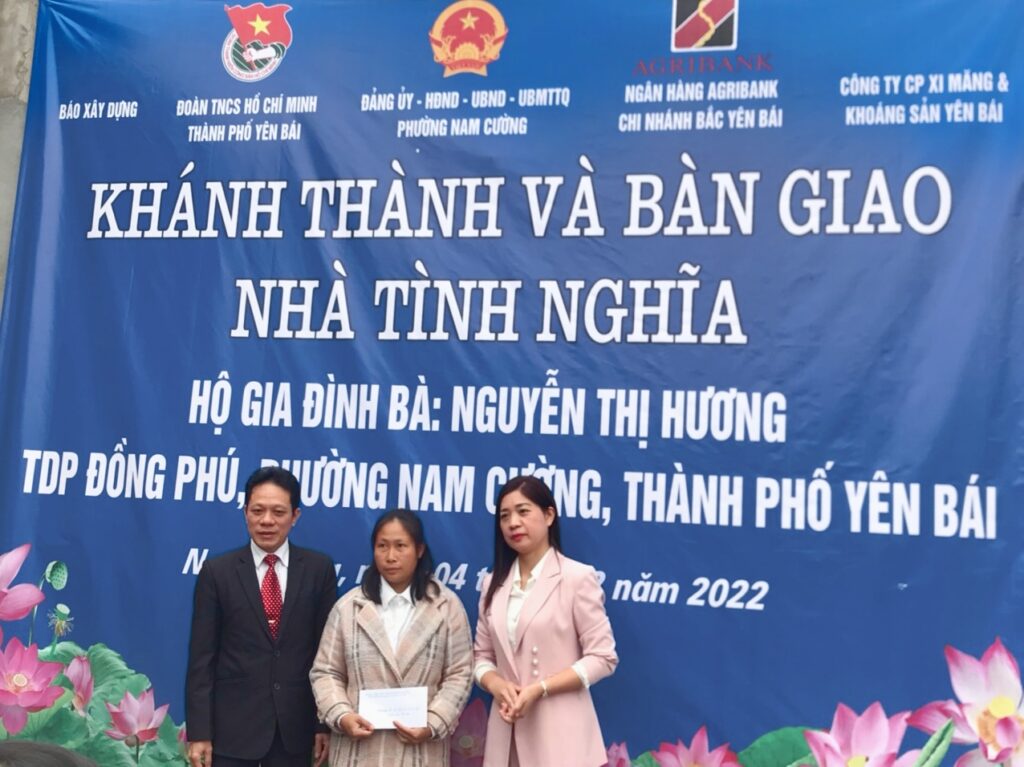 AGRIBANK
BÁO XÂY DỰNG
ĐOÀN TNCS HỒ CHÍ MINH
THÀNH PHỐ YÊN BÁI
ĐẢNG ỦY - HĐND - UBND - UBMTTQ
PHƯỜNG NAM CƯỜNG
NGÂN HÀNG AGRIBANK
CHI NHÁNH BẮC YÊN BÁI
CÔNG TY CP XI MĂNG &
KHOÁNG SẢN YÊN BÁI
KHÁNH THÀNH VÀ BÀN GIAO
NHÀ TÌNH NGHĨA
HỘ GIA ĐÌNH BÀ: NGUYỄN THỊ HƯƠNG
TDP ĐỒNG PHÚ, PHƯỜNG NAM CƯỜNG, THÀNH PHỐ YÊN BÁI
04 năm 2022